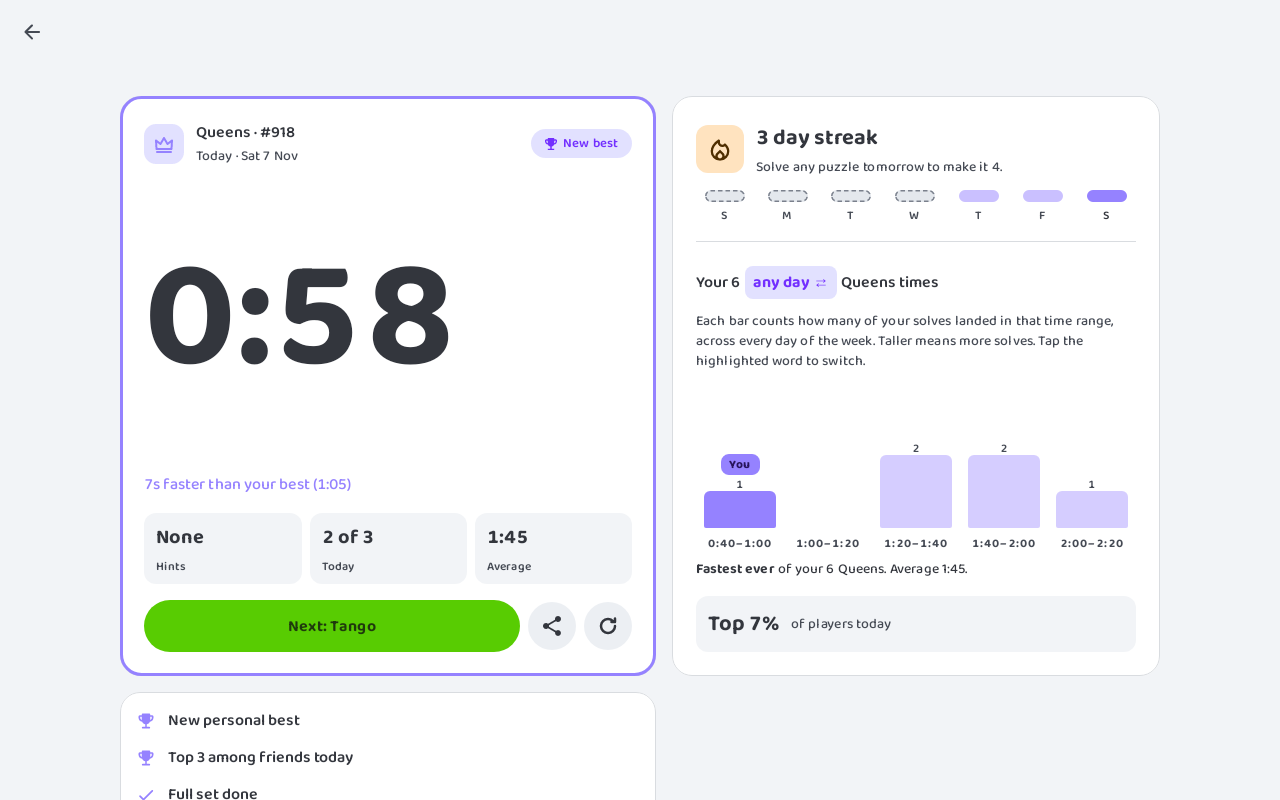 Queens · #918
Today · Sat 7 Nov
New best
0:58
7s faster than your best (1:05)
None
Hints
2 of 3
Today
1:45
Average
Next: Tango
3 day streak
Solve any puzzle tomorrow to make it 4.
S M T W T F S
Your 6 any day Queens times
Each bar counts how many of your solves landed in that time range,
across every day of the week. Taller means more solves. Tap the
highlighted word to switch.
You
1 2 2 1
0:40–1:00 1:00–1:20 1:20–1:40 1:40–2:00 2:00–2:20
Fastest ever of your 6 Queens. Average 1:45.
Top 7% of players today
New personal best
Top 3 among friends today
Full set done